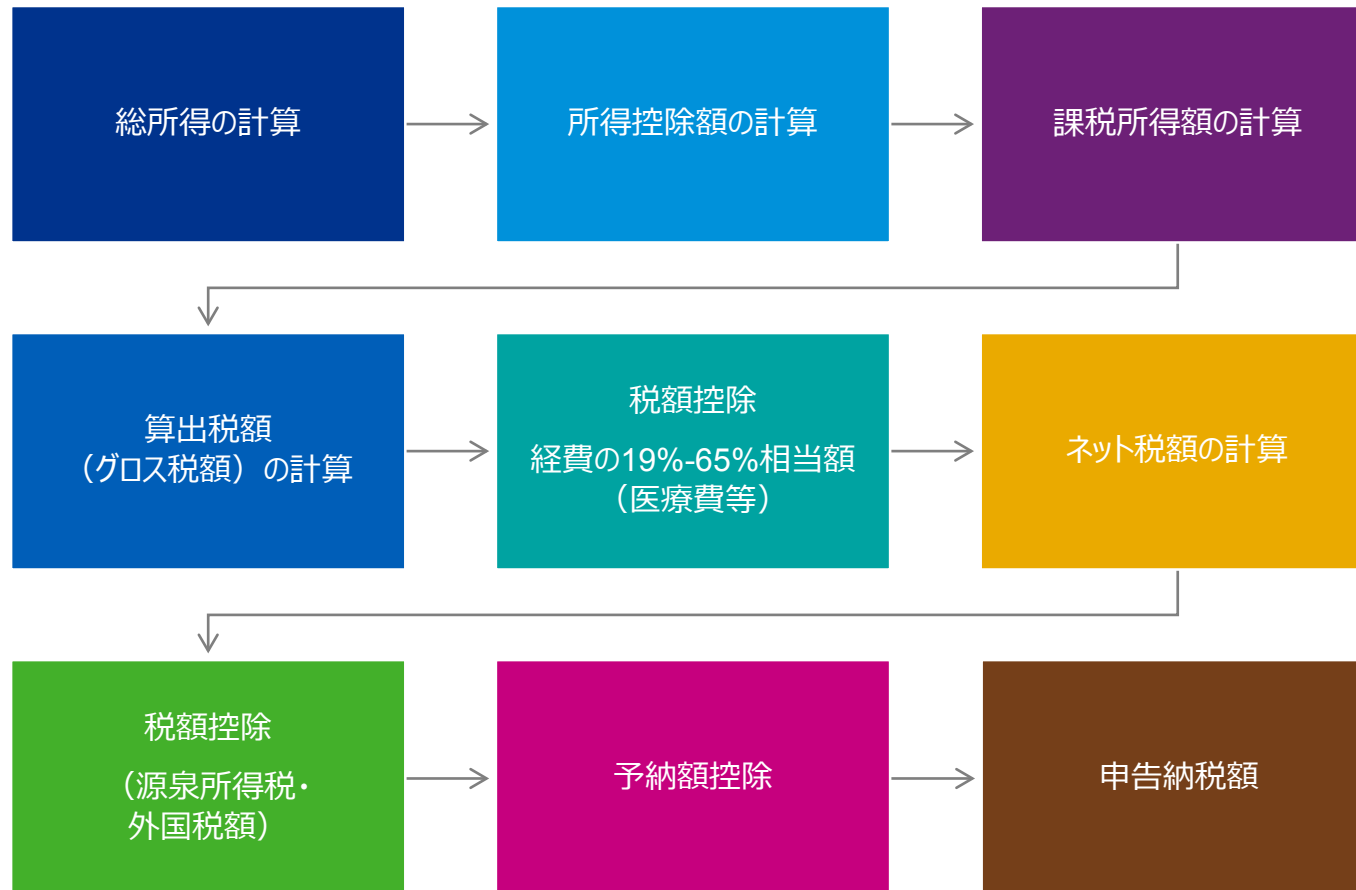 総所得の計算
所得控除額の計算
課税所得額の計算
算出税額
（グロス税額）の計算
税額控除
経費の19%-65%相当額
（医療費等）
ネット税額の計算
税額控除
（源泉所得税・
外国税額）
予納額控除
申告納税額